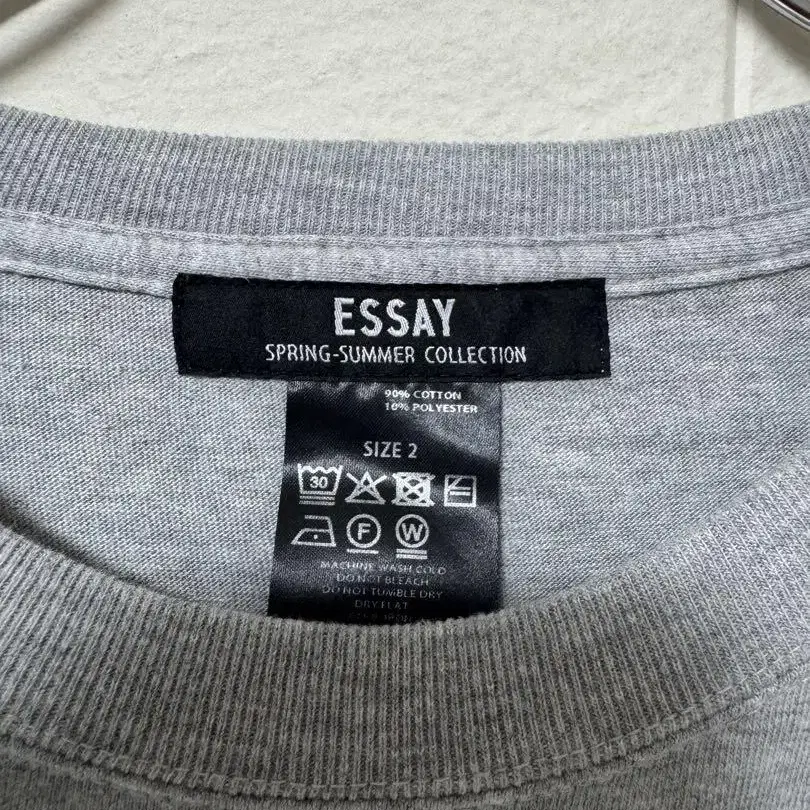 ESSAY
SPRING-SUMMER COLLECTION
90% COTTON
10% POLYESTER
SIZE 2
30
F
W
MACHINE WASH COLD
DO NOT BLEACH
DO NOT TUMBLE DRY
DRY FLAT